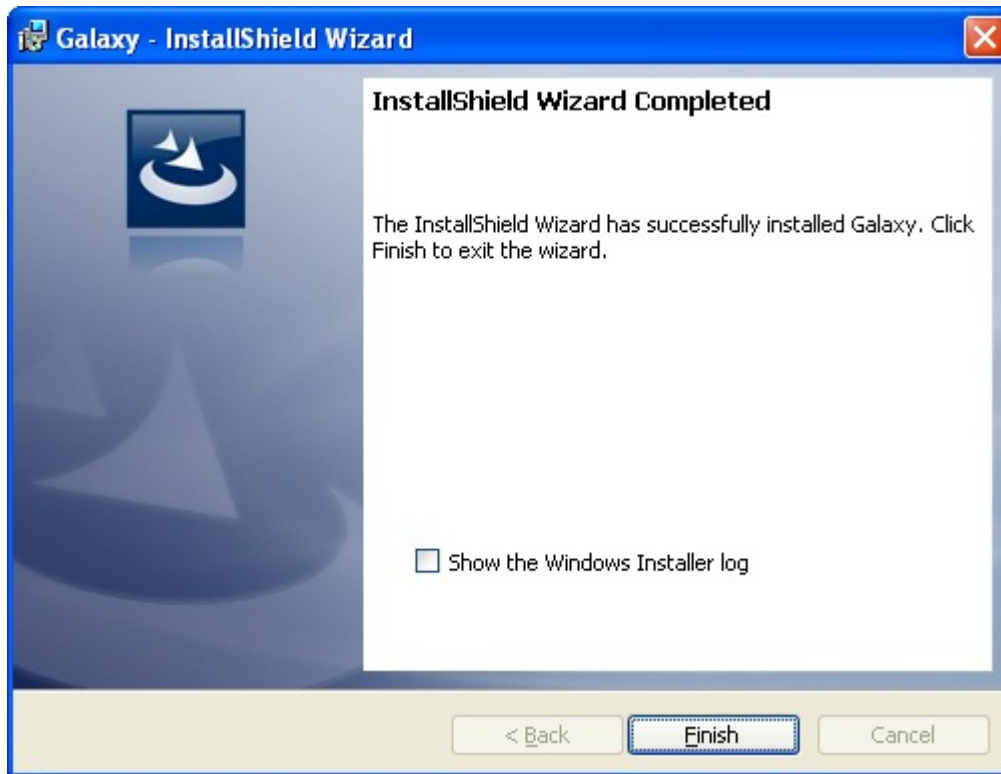 Galaxy - InstallShield Wizard
InstallShield Wizard Completed
The InstallShield Wizard has successfully installed Galaxy. Click
Finish to exit the wizard.
Show the Windows Installer log
< Back
Finish
Cancel